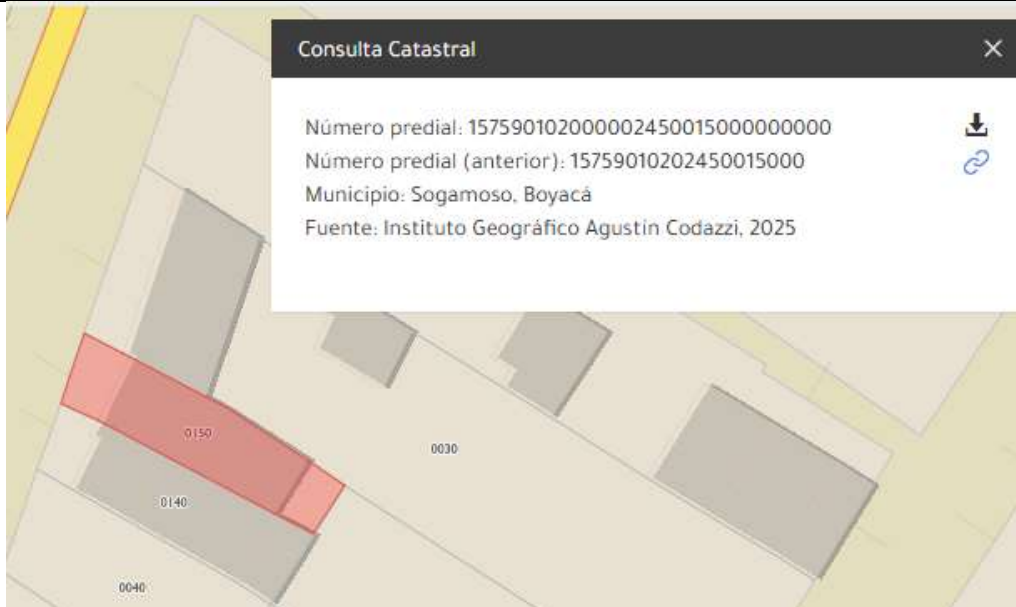 Consulta Catastral
Número predial: 157590102000002450015000000000
Número predial (anterior): 15759010202450015000
Municipio: Sogamoso, Boyacá
Fuente: Instituto Geográfico Agustín Codazzi, 2025
0150
0030
0140
0040